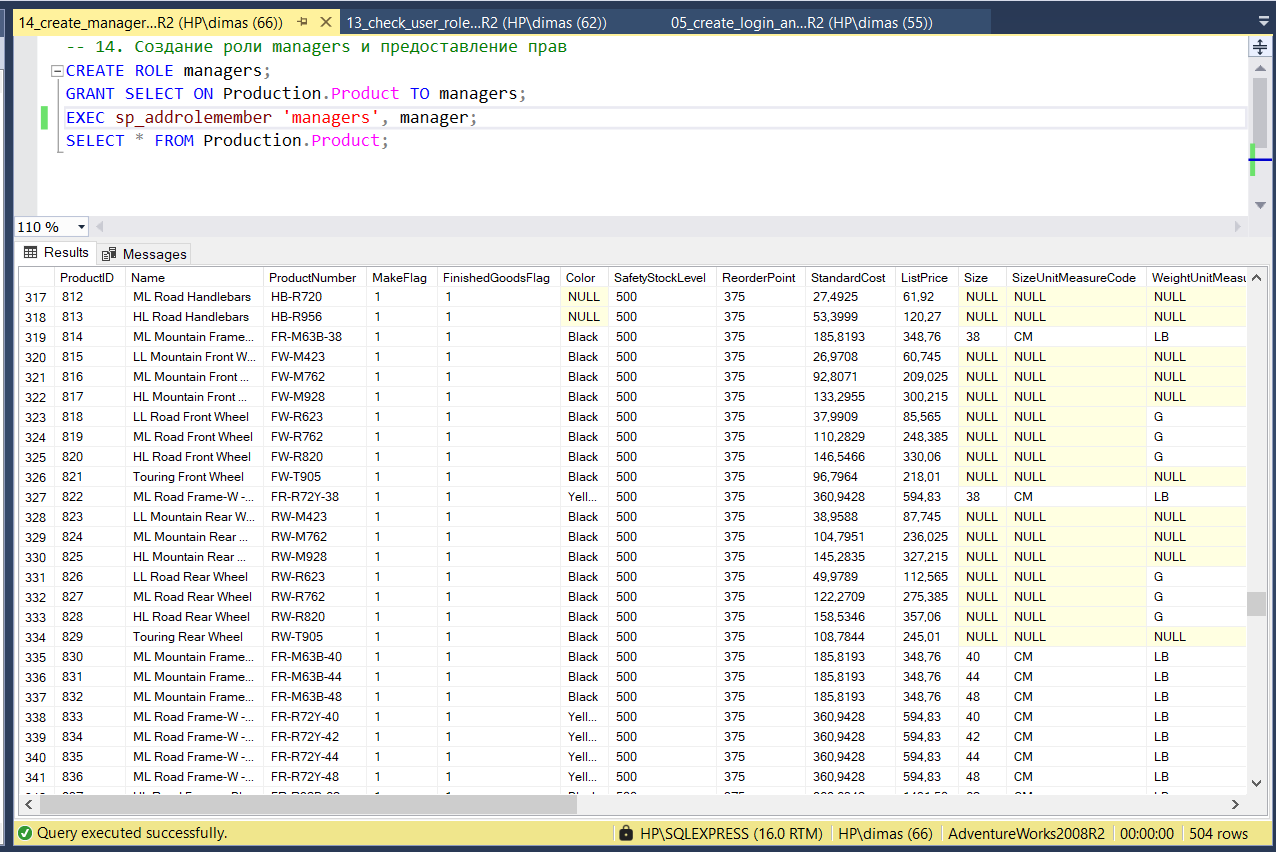 14_create_manager...R2 (HP\dimas (66)) 13_check_user_role...R2 (HP\dimas (62)) 05_create_login_an...R2 (HP\dimas (55))
-- 14. Создание роли managers и предоставление прав
CREATE ROLE managers;
GRANT SELECT ON Production.Product TO managers;
EXEC sp_addrolemember 'managers', manager;
SELECT * FROM Production.Product;
110 %
Results Messages
ProductID Name ProductNumber MakeFlag FinishedGoodsFlag Color SafetyStockLevel ReorderPoint StandardCost ListPrice Size SizeUnitMeasureCode WeightUnitMeasu
317 812 ML Road Handlebars HB-R720 1 1 NULL 500 375 27,4925 61,92 NULL NULL NULL
318 813 HL Road Handlebars HB-R956 1 1 NULL 500 375 53,3999 120,27 NULL NULL NULL
319 814 ML Mountain Frame... FR-M63B-38 1 1 Black 500 375 185,8193 348,76 38 CM LB
320 815 LL Mountain Front W... FW-M423 1 1 Black 500 375 26,9708 60,745 NULL NULL NULL
321 816 ML Mountain Front ... FW-M762 1 1 Black 500 375 92,8071 209,025 NULL NULL NULL
322 817 HL Mountain Front ... FW-M928 1 1 Black 500 375 133,2955 300,215 NULL NULL NULL
323 818 LL Road Front Wheel FW-R623 1 1 Black 500 375 37,9909 85,565 NULL NULL G
324 819 ML Road Front Wheel FW-R762 1 1 Black 500 375 110,2829 248,385 NULL NULL G
325 820 HL Road Front Wheel FW-R820 1 1 Black 500 375 146,5466 330,06 NULL NULL G
326 821 Touring Front Wheel FW-T905 1 1 Black 500 375 96,7964 218,01 NULL NULL NULL
327 822 ML Road Frame-W -... FR-R72Y-38 1 1 Yell... 500 375 360,9428 594,83 38 CM LB
328 823 LL Mountain Rear W... RW-M423 1 1 Black 500 375 38,9588 87,745 NULL NULL NULL
329 824 ML Mountain Rear ... RW-M762 1 1 Black 500 375 104,7951 236,025 NULL NULL NULL
330 825 HL Mountain Rear ... RW-M928 1 1 Black 500 375 145,2835 327,215 NULL NULL NULL
331 826 LL Road Rear Wheel RW-R623 1 1 Black 500 375 49,9789 112,565 NULL NULL G
332 827 ML Road Rear Wheel RW-R762 1 1 Black 500 375 122,2709 275,385 NULL NULL G
333 828 HL Road Rear Wheel RW-R820 1 1 Black 500 375 158,5346 357,06 NULL NULL G
334 829 Touring Rear Wheel RW-T905 1 1 Black 500 375 108,7844 245,01 NULL NULL NULL
335 830 ML Mountain Frame... FR-M63B-40 1 1 Black 500 375 185,8193 348,76 40 CM LB
336 831 ML Mountain Frame... FR-M63B-44 1 1 Black 500 375 185,8193 348,76 44 CM LB
337 832 ML Mountain Frame... FR-M63B-48 1 1 Black 500 375 185,8193 348,76 48 CM LB
338 833 ML Road Frame-W -... FR-R72Y-40 1 1 Yell... 500 375 360,9428 594,83 40 CM LB
339 834 ML Road Frame-W -... FR-R72Y-42 1 1 Yell... 500 375 360,9428 594,83 42 CM LB
340 835 ML Road Frame-W -... FR-R72Y-44 1 1 Yell... 500 375 360,9428 594,83 44 CM LB
341 836 ML Road Frame-W -... FR-R72Y-48 1 1 Yell... 500 375 360,9428 594,83 48 CM LB
Query executed successfully. HP\SQLEXPRESS (16.0 RTM) HP\dimas (66) AdventureWorks2008R2 00:00:00 504 rows